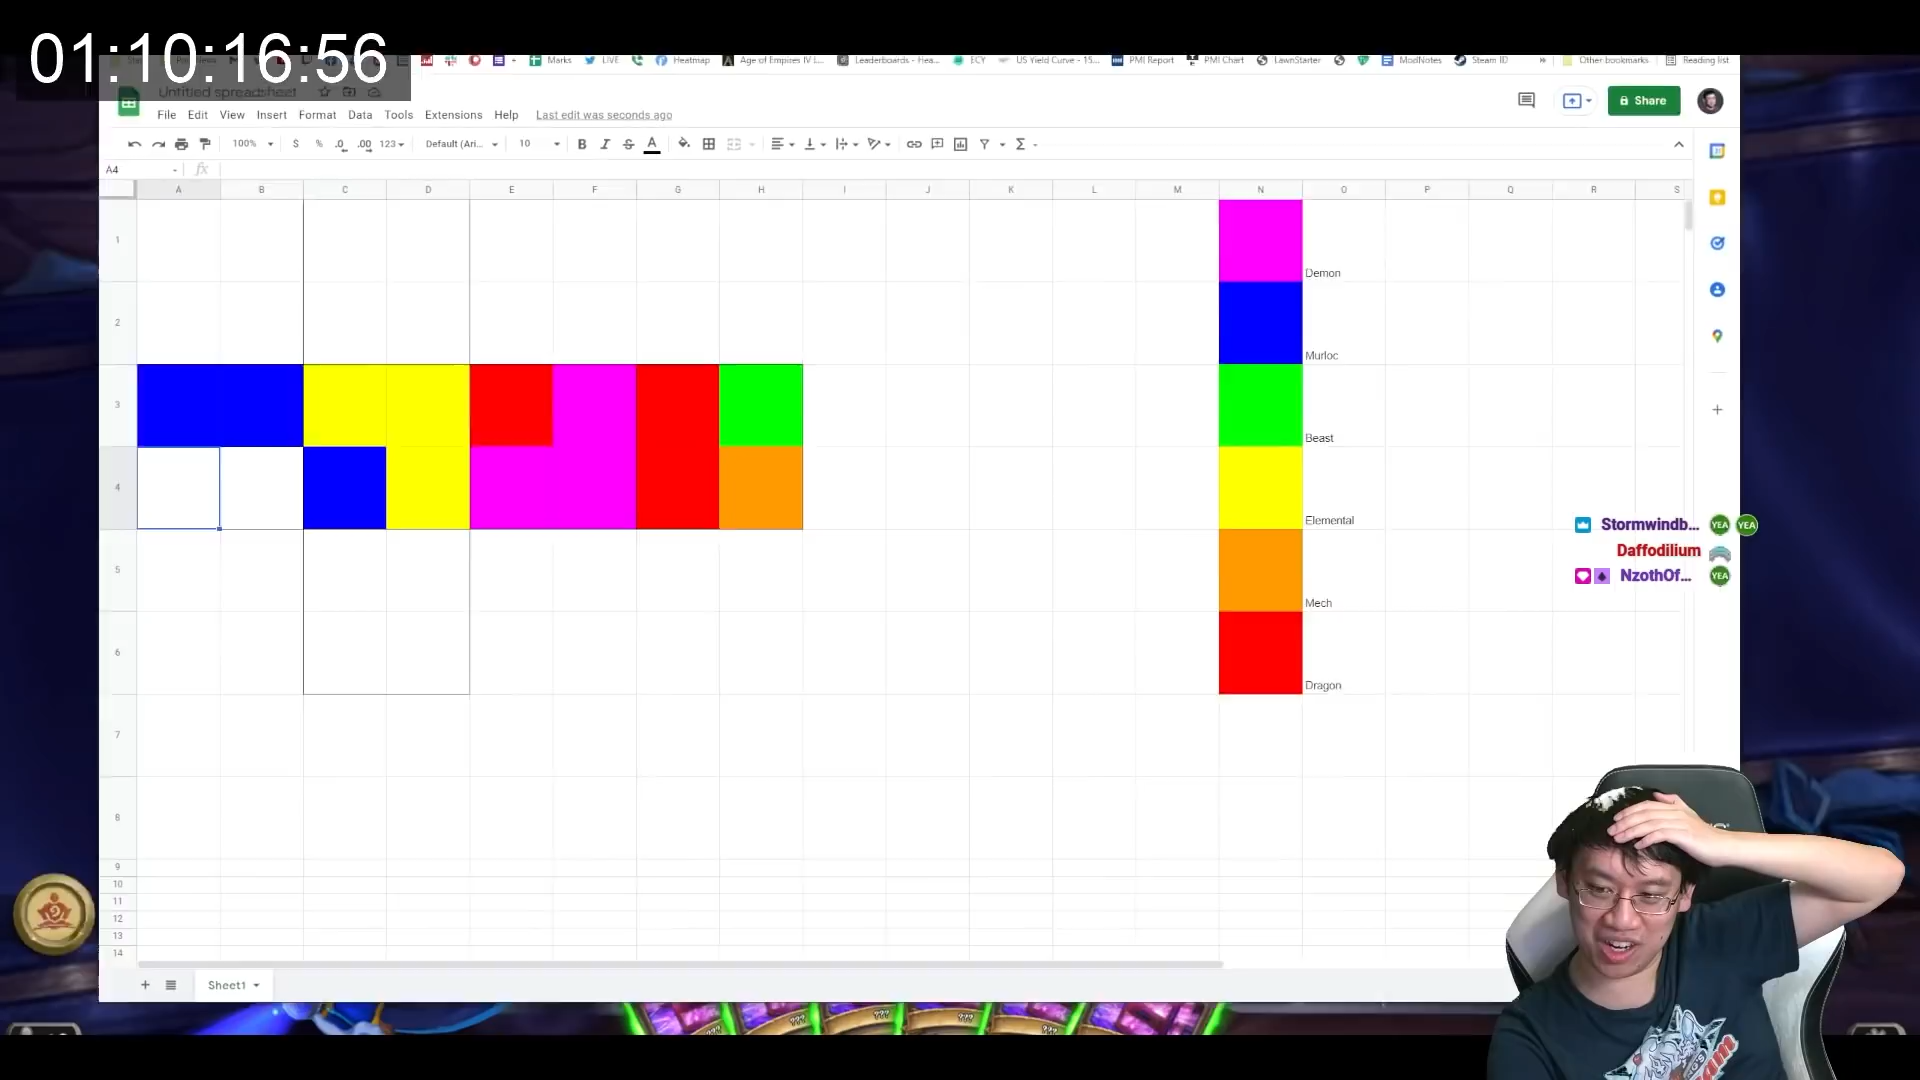 01:10:16:56
Marks LIVE Heatmap Age of Empires IV L... Leaderboards - Hea... ECY US Yield Curve - 15... PMI Report PMI Chart LawnStarter ModNotes Steam ID » Other bookmarks Reading list
Untitled spreadsheet
Share
File Edit View Insert Format Data Tools Extensions Help Last edit was seconds ago
100% $ % .0 .00 123 Default (Ari... 10 B I S A Σ
A4 fx
A B C D E F G H I J K L M N O P Q R S
1
Demon
2
Murloc
3
Beast
4
Elemental
Stormwindb... YEA YEA
Daffodilium
NzothOf... YEA
5
Mech
6
Dragon
7
8
9
10
11
12
13
14
+ Sheet1
??? ??? ??? ??? ???